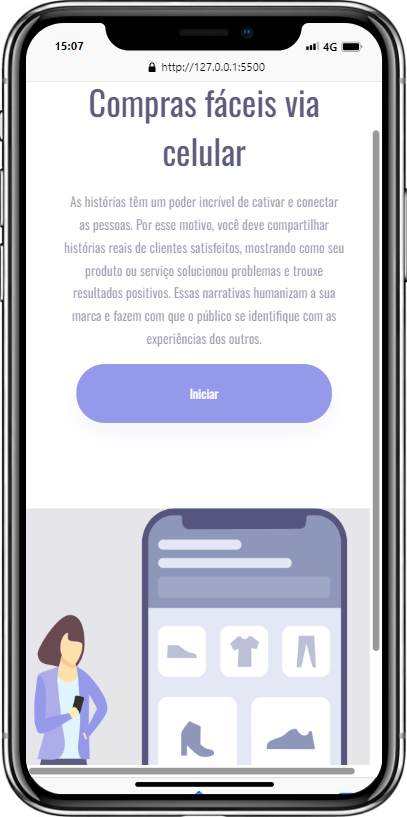 15:07
4G
http://127.0.0.1:5500
Compras fáceis via
celular
As histórias têm um poder incrível de cativar e conectar
as pessoas. Por esse motivo, você deve compartilhar
histórias reais de clientes satisfeitos, mostrando como seu
produto ou serviço solucionou problemas e trouxe
resultados positivos. Essas narrativas humanizam a sua
marca e fazem com que o público se identifique com as
experiências dos outros.
Iniciar